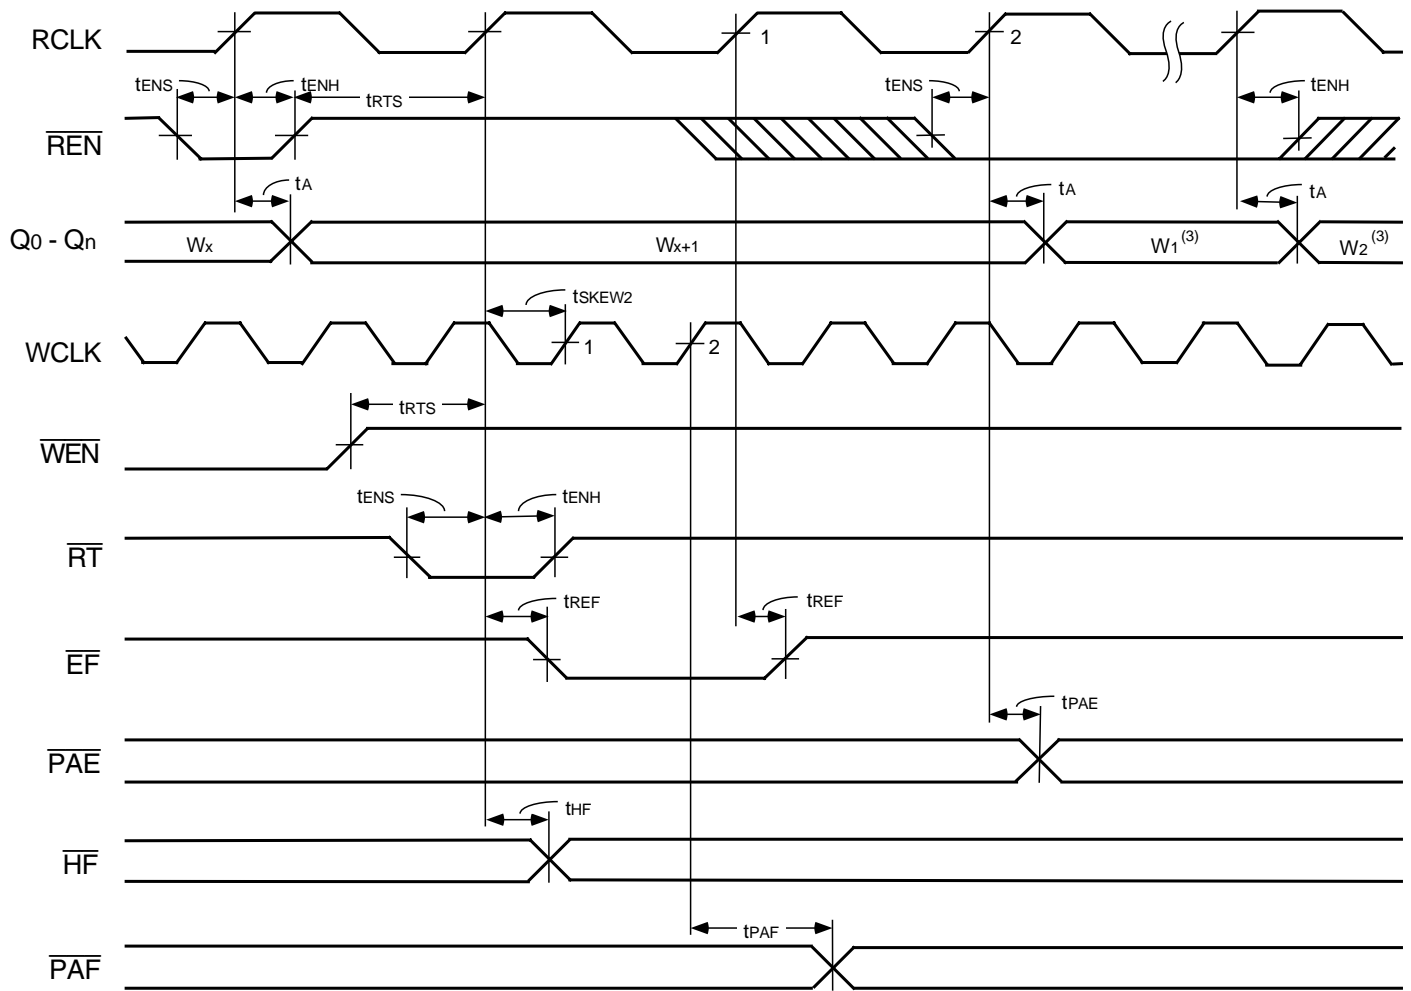 RCLK 1 2
tENS tENH tRTS tENS tENH
REN
tA tA tA
Q0 - Qn Wx Wx+1 W1(3) W2(3)
tSKEW2
WCLK 1 2
tRTS
WEN
tENS tENH
RT
tREF tREF
EF
tPAE
PAE
tHF
HF
tPAF
PAF